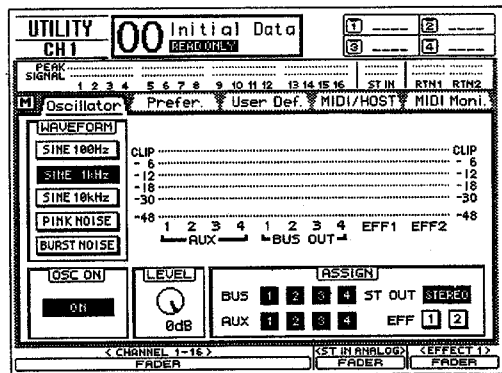 UTILITY
CH 1
00 Initial Data
READ ONLY
1 ---- 2 ----
3 ---- 4 ----
PEAK
SIGNAL
1 2 3 4 5 6 7 8 9 10 11 12 13 14 15 16 ST IN RTN1 RTN2
M Oscillator Prefer. User Def. MIDI/HOST MIDI Moni.
WAVEFORM
SINE 100Hz
SINE 1kHz
SINE 10kHz
PINK NOISE
BURST NOISE
CLIP CLIP
- 6 -6
-12 -12
-18 -18
-30 -30
-48 -48
1 2 3 4 1 2 3 4 EFF1 EFF2
AUX BUS OUT
OSC ON
ON
LEVEL
0dB
ASSIGN
BUS 1 2 3 4 ST OUT STEREO
AUX 1 2 3 4 EFF 1 2
< CHANNEL 1-16 > <ST IN ANALOG> <EFFECT 1>
FADER FADER FADER